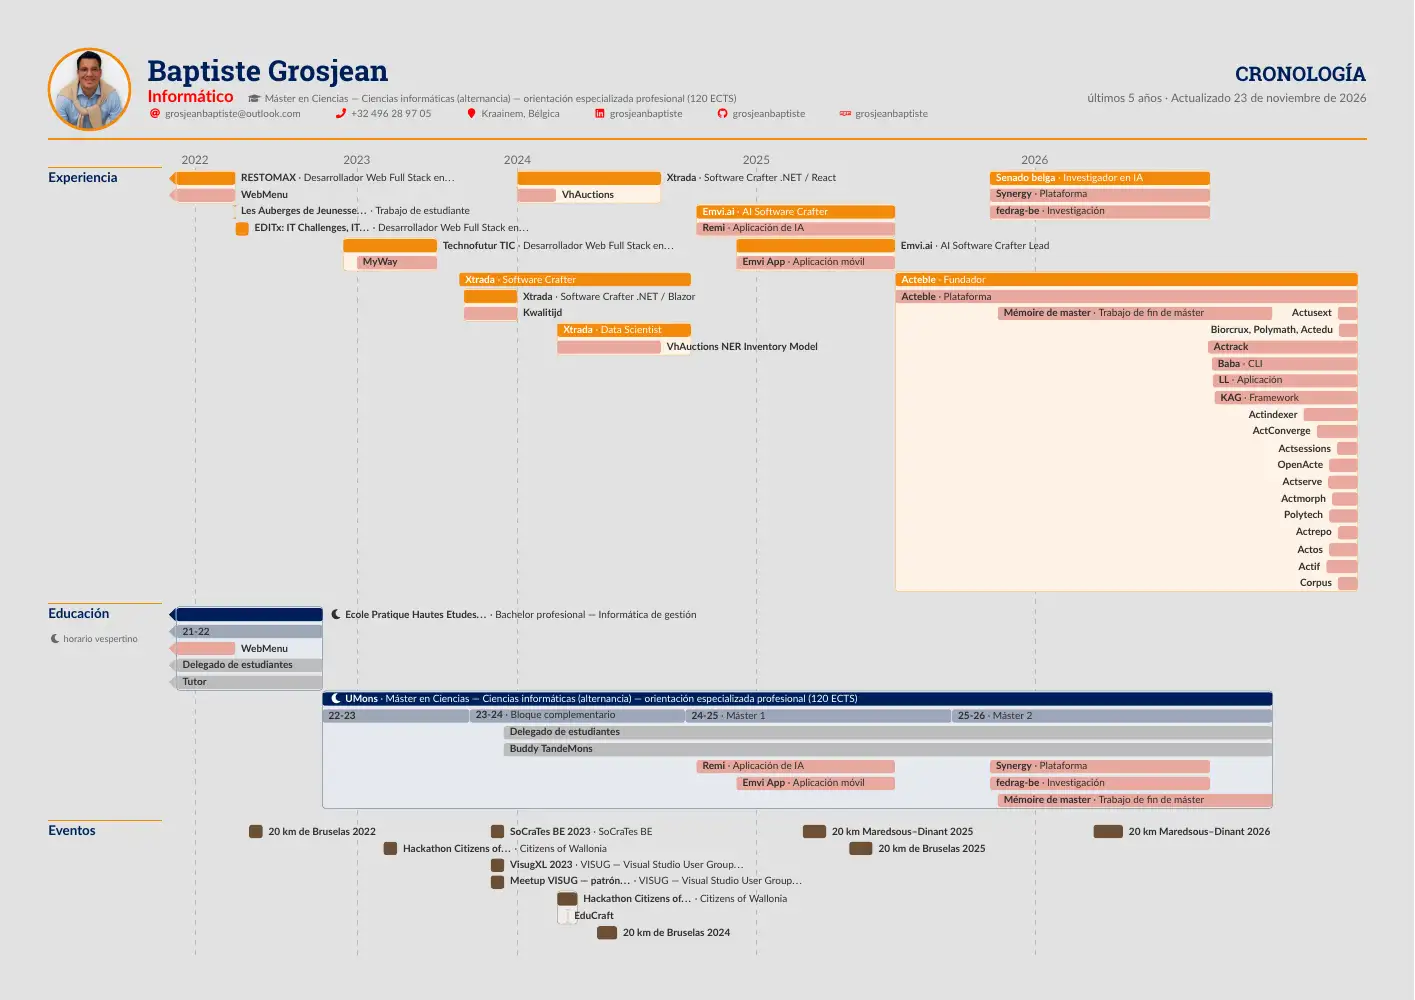 Baptiste Grosjean
CRONOLOGÍA
Informático Máster en Ciencias — Ciencias informáticas (alternancia) — orientación especializada profesional (120 ECTS)
últimos 5 años · Actualizado 23 de noviembre de 2026
grosjeanbaptiste@outlook.com +32 496 28 97 05 Kraainem, Bélgica grosjeanbaptiste grosjeanbaptiste grosjeanbaptiste
2022 2023 2024 2025 2026
Experiencia
RESTOMAX · Desarrollador Web Full Stack en… Xtrada · Software Crafter .NET / React Senado belga · Investigador en IA
WebMenu VhAuctions Synergy · Plataforma
Les Auberges de Jeunesse… · Trabajo de estudiante Emvi.ai · AI Software Crafter fedrag-be · Investigación
EDITx: IT Challenges, IT… · Desarrollador Web Full Stack en… Remi · Aplicación de IA
Technofutur TIC · Desarrollador Web Full Stack en… Emvi.ai · AI Software Crafter Lead
MyWay Emvi App · Aplicación móvil
Xtrada · Software Crafter Acteble · Fundador
Xtrada · Software Crafter .NET / Blazor Acteble · Plataforma
Kwalitijd Mémoire de master · Trabajo de fin de máster Actusext
Xtrada · Data Scientist Biorcrux, Polymath, Actedu
VhAuctions NER Inventory Model Actrack
Baba · CLI
LL · Aplicación
KAG · Framework
Actindexer
ActConverge
Actsessions
OpenActe
Actserve
Actmorph
Polytech
Actrepo
Actos
Actif
Corpus
Educación
Ecole Pratique Hautes Etudes… · Bachelor profesional — Informática de gestión
horario vespertino
21-22
WebMenu
Delegado de estudiantes
Tutor
UMons · Máster en Ciencias — Ciencias informáticas (alternancia) — orientación especializada profesional (120 ECTS)
22-23 23-24 · Bloque complementario 24-25 · Máster 1 25-26 · Máster 2
Delegado de estudiantes
Buddy TandeMons
Remi · Aplicación de IA Synergy · Plataforma
Emvi App · Aplicación móvil fedrag-be · Investigación
Mémoire de master · Trabajo de fin de máster
Eventos
20 km de Bruselas 2022 SoCraTes BE 2023 · SoCraTes BE 20 km Maredsous–Dinant 2025 20 km Maredsous–Dinant 2026
Hackathon Citizens of… · Citizens of Wallonia 20 km de Bruselas 2025
VisugXL 2023 · VISUG — Visual Studio User Group…
Meetup VISUG — patrón… · VISUG — Visual Studio User Group…
Hackathon Citizens of… · Citizens of Wallonia
EduCraft
20 km de Bruselas 2024